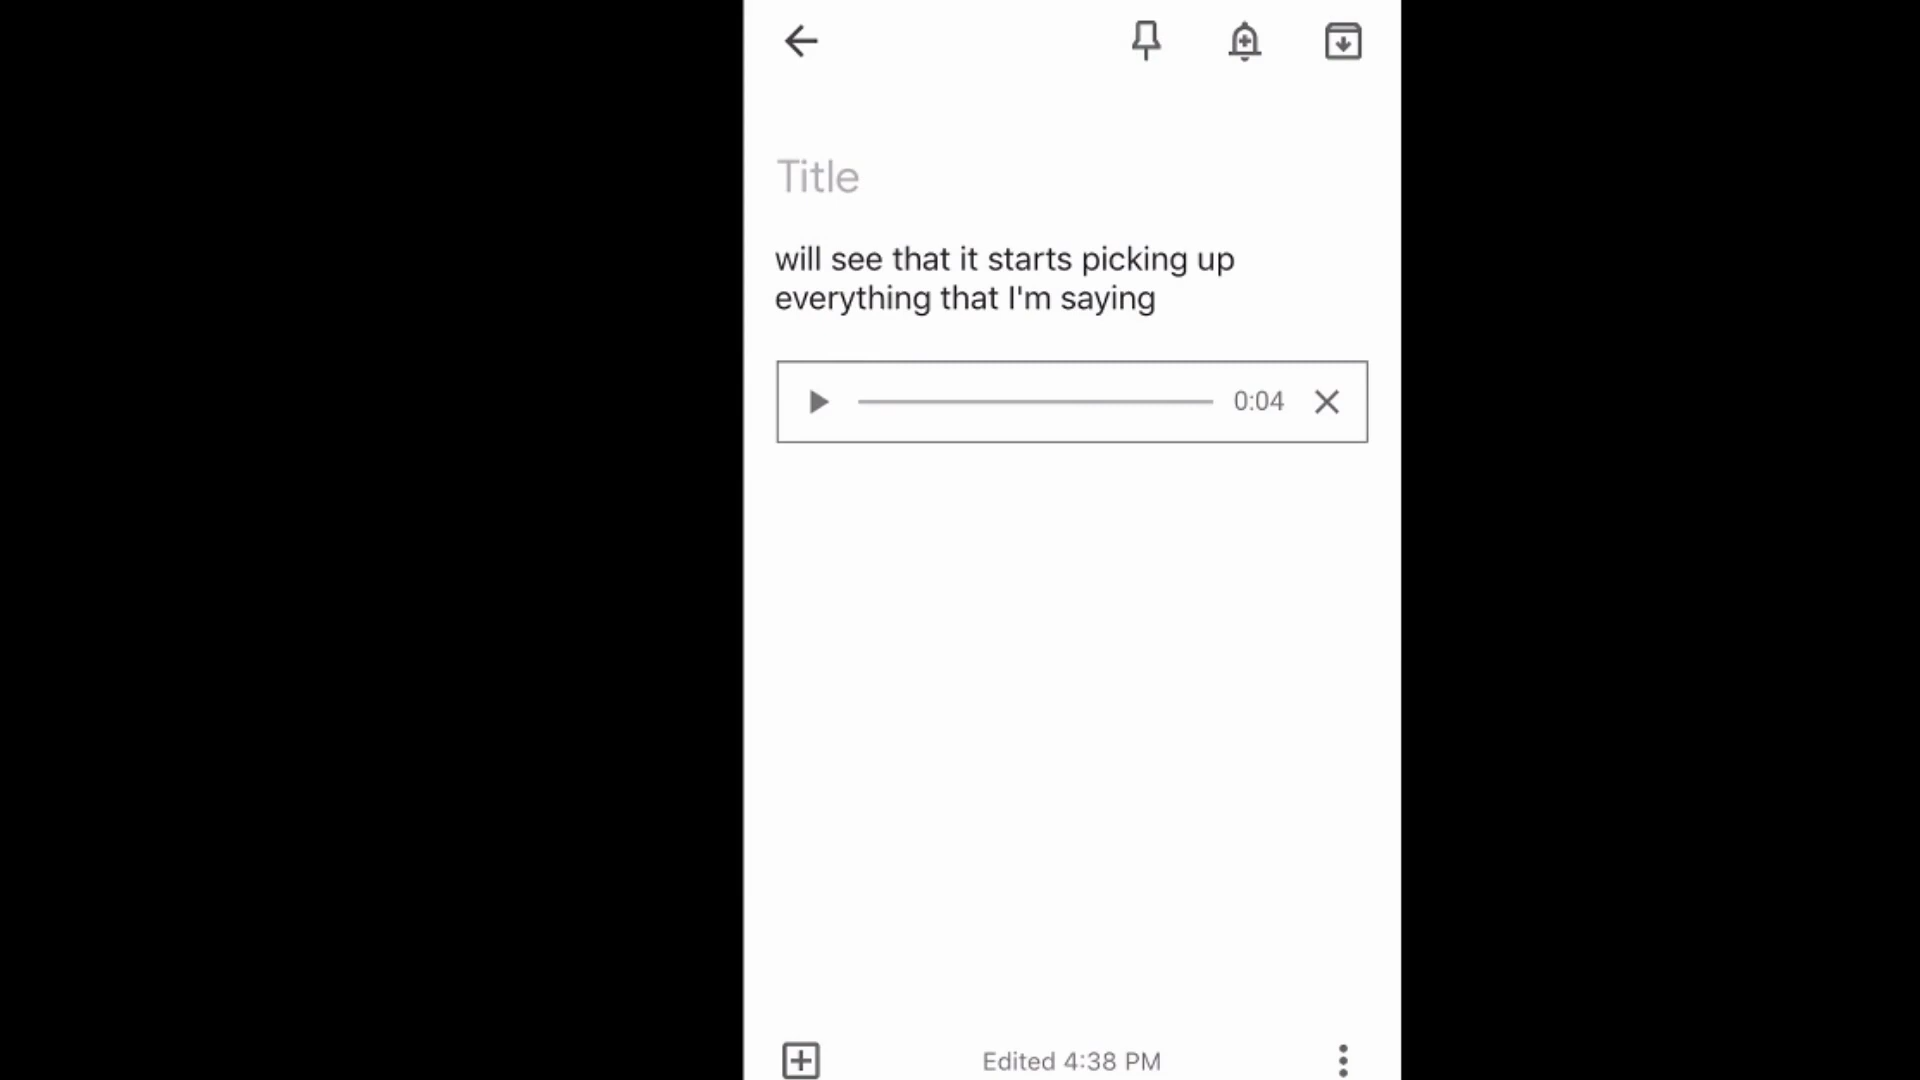 Title
will see that it starts picking up
everything that I'm saying
0:04
Edited 4:38 PM